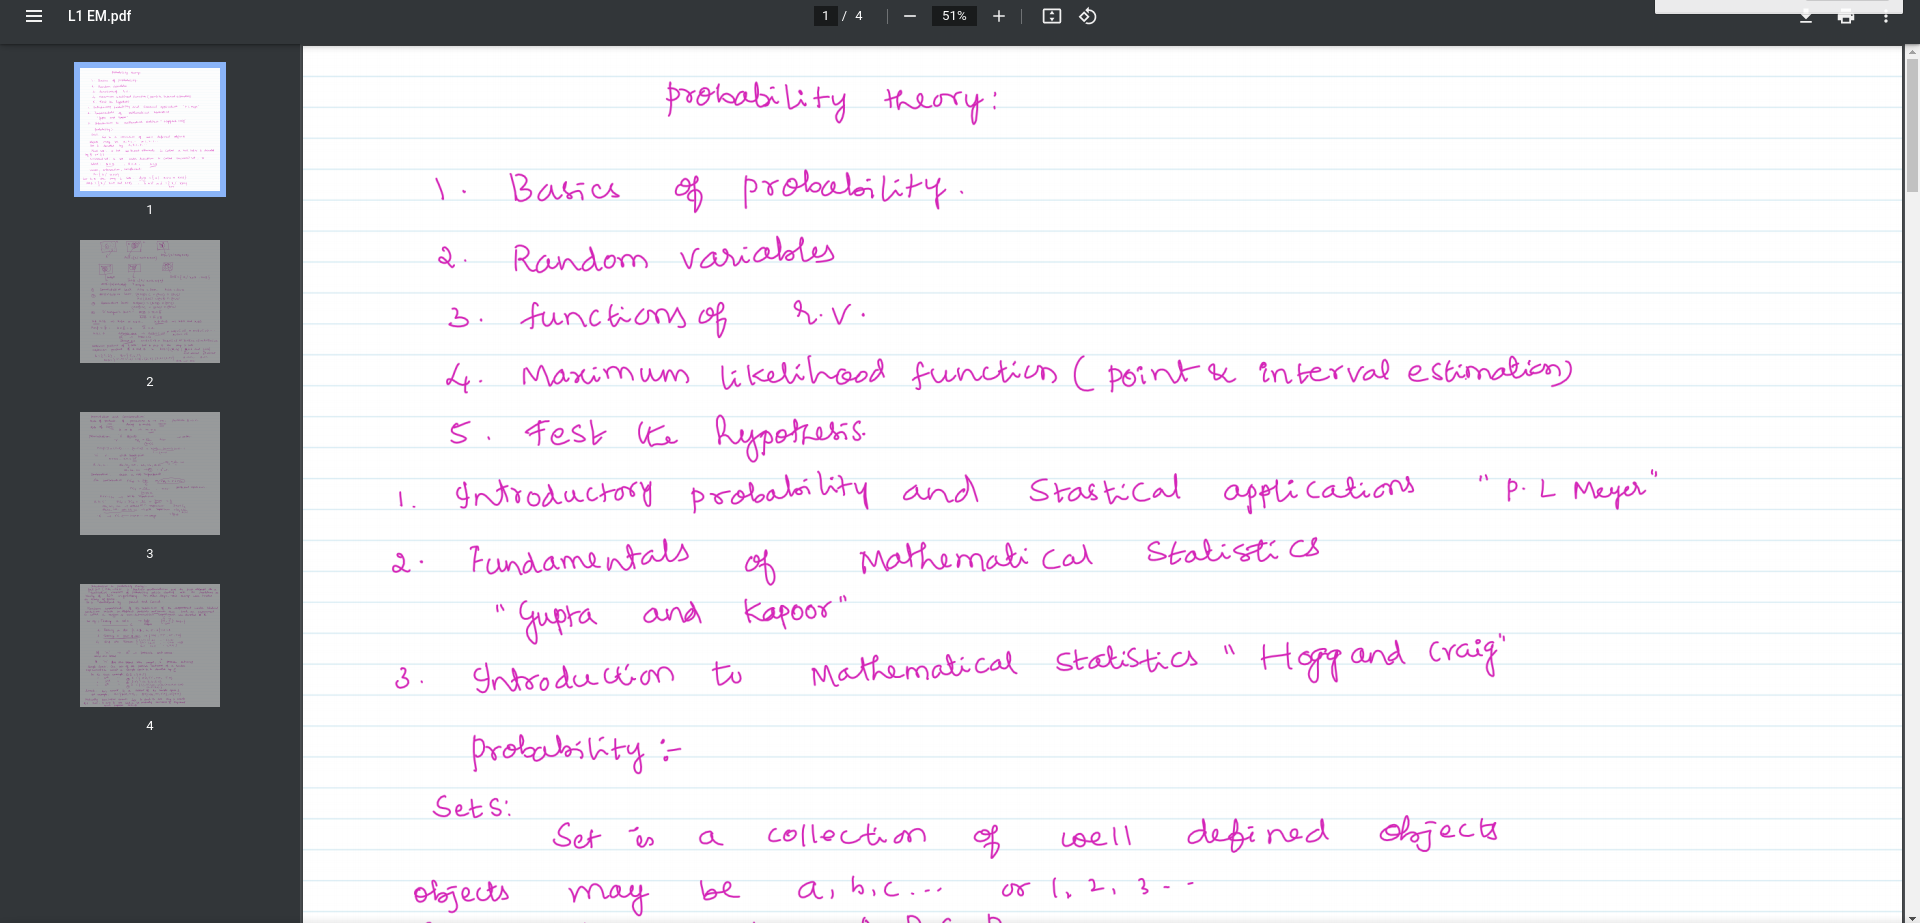 L1 EM.pdf
1 / 4
51%
1
2
3
4
probability theory:
1. Basics of probability.
2. Random variables
3. functions of r.v.
4. Maximum likelihood function ( point & interval estimation)
5. Test the hypothesis.
1. Introductory probability and Stastical applications "P. L Meyer"
2. Fundamentals of Mathematical Statistics
"Gupta and Kapoor"
3. Introduction to Mathematical Statistics "Hogg and Craig"
probability :-
Sets:
Set is a collection of well defined objects
objects may be a, b, c... or 1, 2, 3 - -